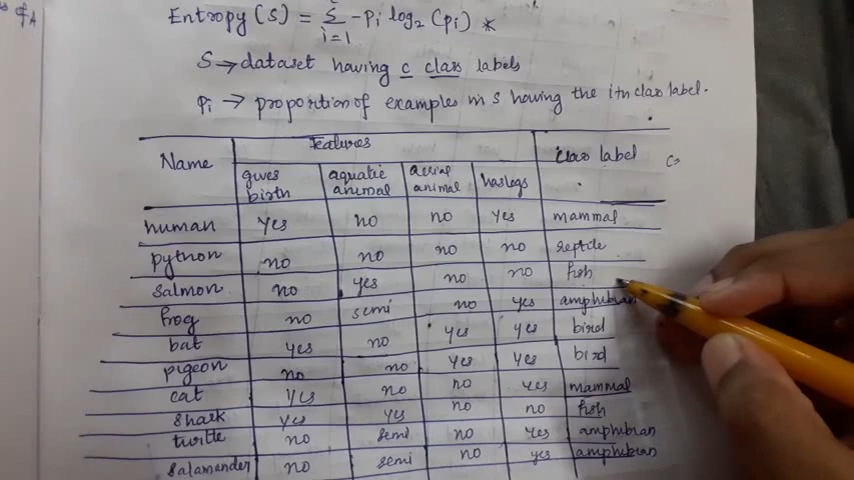 Entropy (S) = Σ -Pi log2 (Pi) *
i=1
S → dataset having c class labels
Pi → proportion of examples in S having the ith class label.
Name Features class label
gives birth aquatic animal aerial animal haslegs
human yes no no yes mammal
python no no no no reptile
salmon no yes no no fish
frog no semi no yes amphibian
bat yes no yes yes bird
pigeon no no yes yes bird
cat yes no no yes mammal
shark yes yes no no fish
turtle no semi no yes amphibian
salamander no semi no yes amphibian